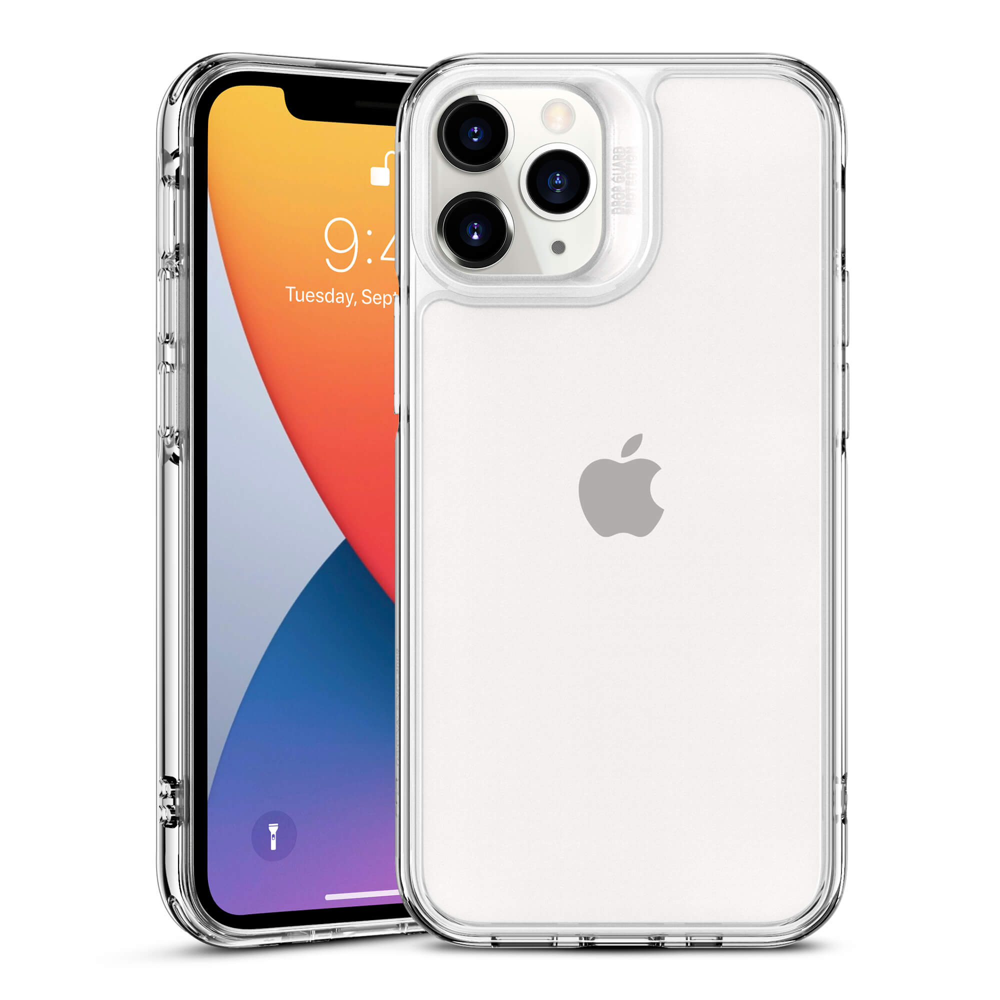 9:4
Tuesday, Sept
DROP GUARD
PROTECTION